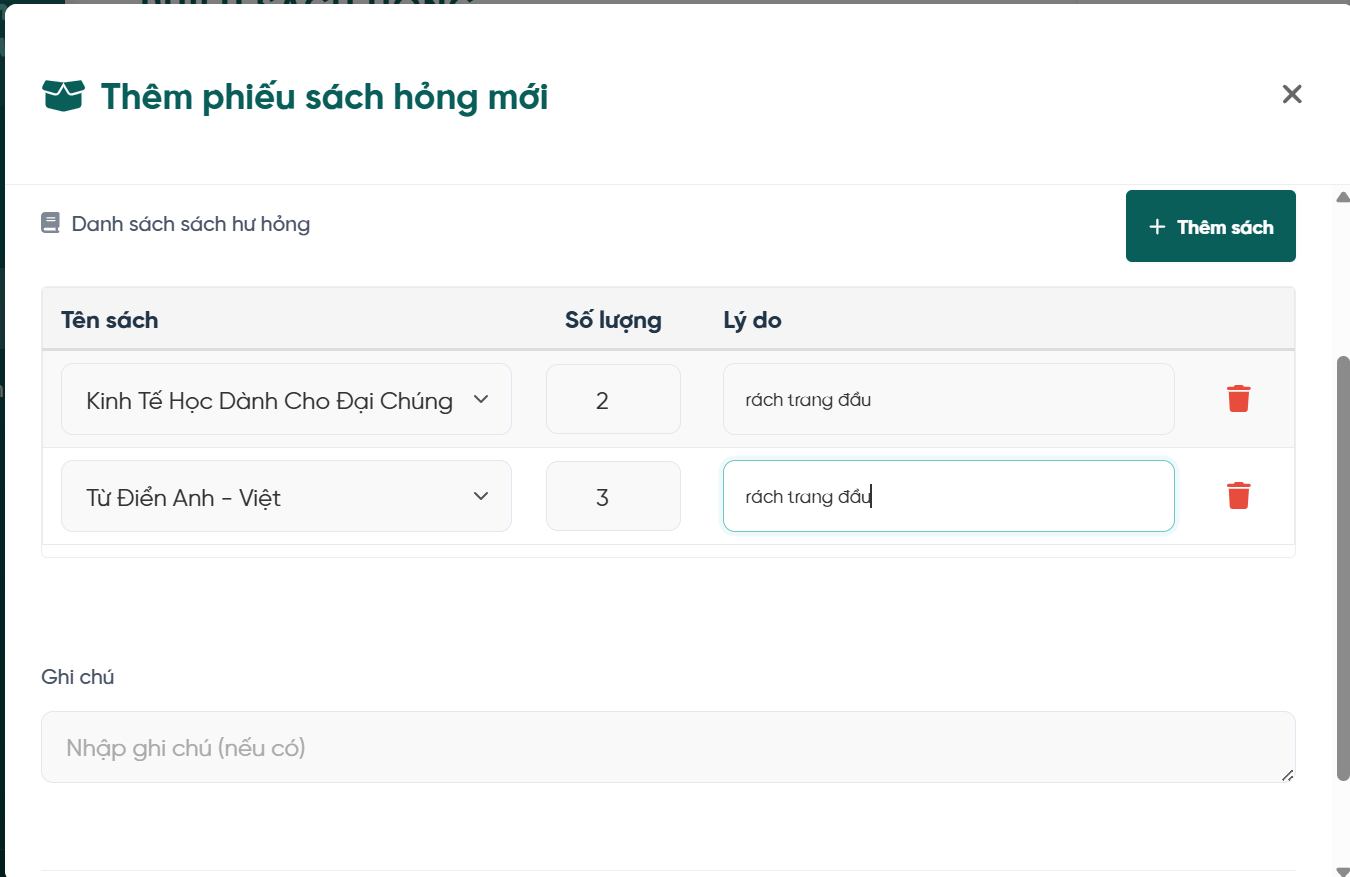 Thêm phiếu sách hỏng mới
Danh sách sách hư hỏng
+ Thêm sách
Tên sách Số lượng Lý do
Kinh Tế Học Dành Cho Đại Chúng 2 rách trang đầu
Từ Điển Anh - Việt 3 rách trang đầu
Ghi chú
Nhập ghi chú (nếu có)